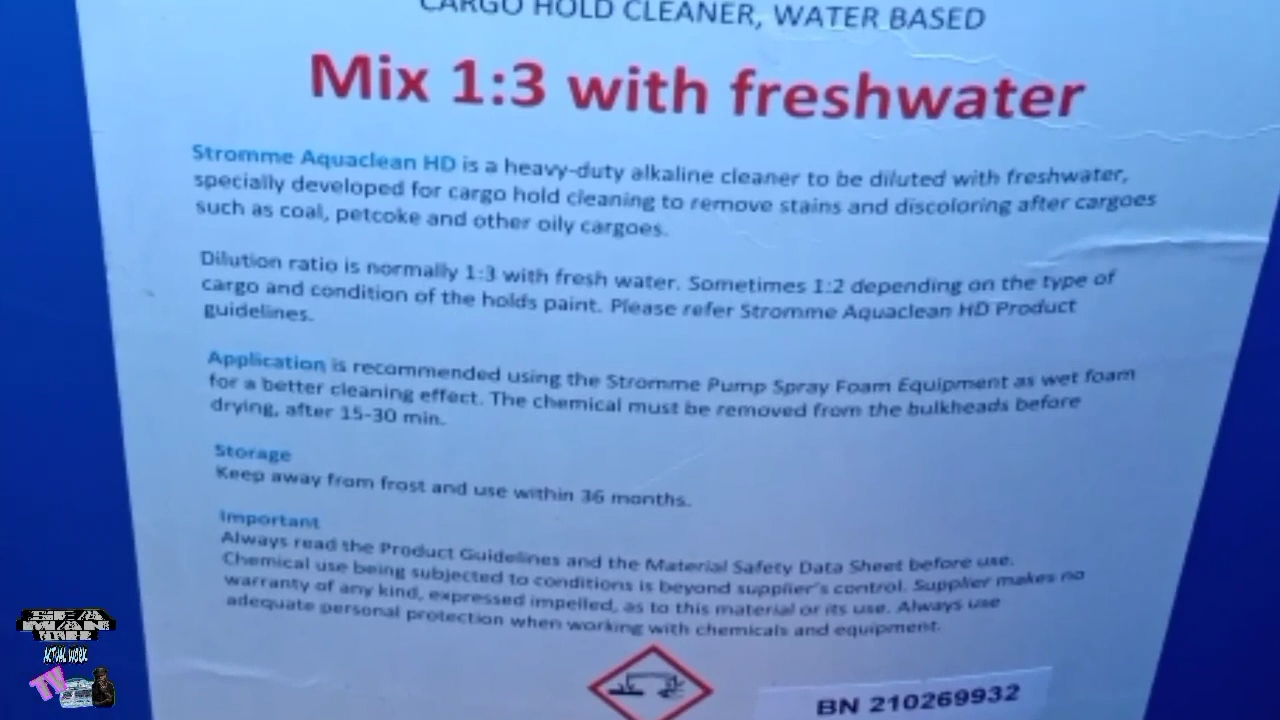 CARGO HOLD CLEANER, WATER BASED
Mix 1:3 with freshwater
Stromme Aquaclean HD is a heavy-duty alkaline cleaner to be diluted with freshwater,
specially developed for cargo hold cleaning to remove stains and discoloring after cargoes
such as coal, petcoke and other oily cargoes.
Dilution ratio is normally 1:3 with fresh water. Sometimes 1:2 depending on the type of
cargo and condition of the holds paint. Please refer Stromme Aquaclean HD Product
guidelines.
Application is recommended using the Stromme Pump Spray Foam Equipment as wet foam
for a better cleaning effect. The chemical must be removed from the bulkheads before
drying, after 15-30 min.
Storage
Keep away from frost and use within 36 months.
Important
Always read the Product Guidelines and the Material Safety Data Sheet before use.
Chemical use being subjected to conditions is beyond supplier's control. Supplier makes no
warranty of any kind, expressed impelled, as to this material or its use. Always use
adequate personal protection when working with chemicals and equipment.
BN 210269932
SEA
MAN
ACTUAL WORK
TV